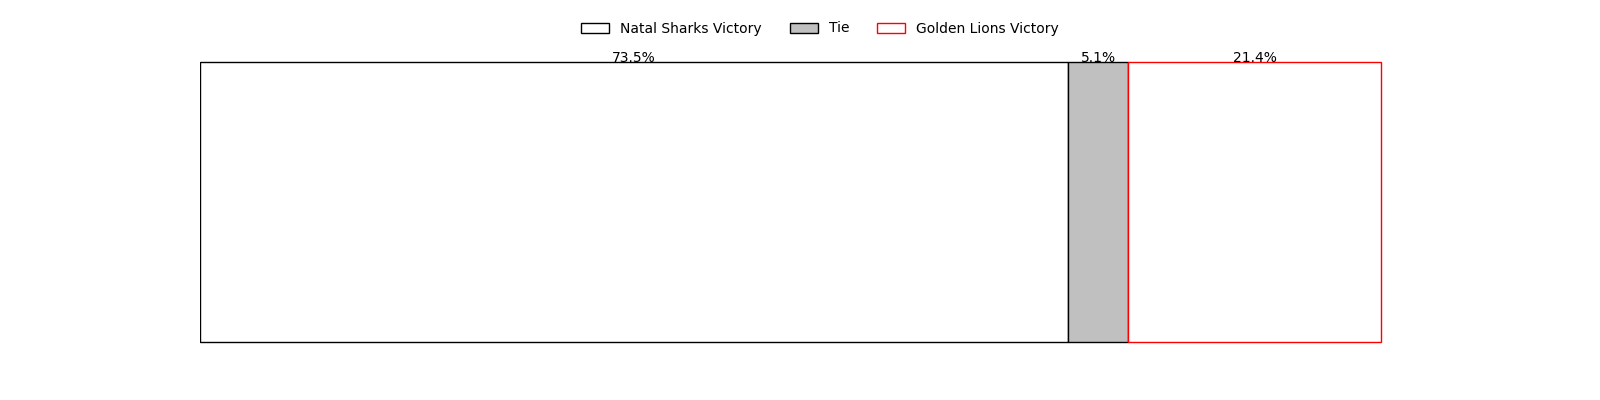 Natal Sharks Victory Tie Golden Lions Victory
73.5% 5.1% 21.4%